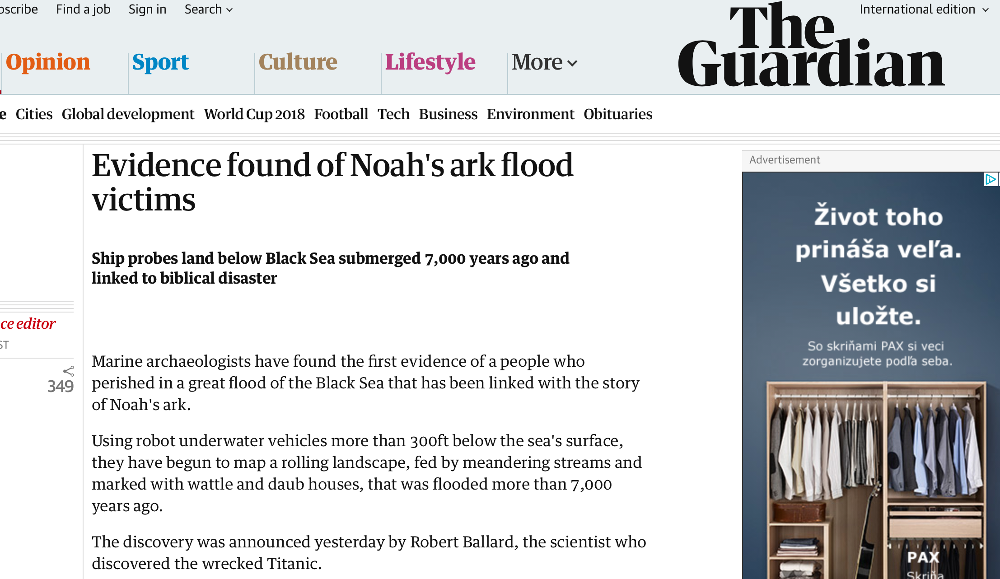 bscribe Find a job Sign in Search International edition
The
Guardian
Opinion Sport Culture Lifestyle More
e Cities Global development World Cup 2018 Football Tech Business Environment Obituaries
Evidence found of Noah's ark flood
victims
Ship probes land below Black Sea submerged 7,000 years ago and
linked to biblical disaster
ce editor
ST
349
Marine archaeologists have found the first evidence of a people who
perished in a great flood of the Black Sea that has been linked with the story
of Noah's ark.
Using robot underwater vehicles more than 300ft below the sea's surface,
they have begun to map a rolling landscape, fed by meandering streams and
marked with wattle and daub houses, that was flooded more than 7,000
years ago.
The discovery was announced yesterday by Robert Ballard, the scientist who
discovered the wrecked Titanic.
Advertisement
Život toho
prináša veľa.
Všetko si
uložte.
So skriňami PAX si veci
zorganizujete podľa seba.
PAX
Skriňa